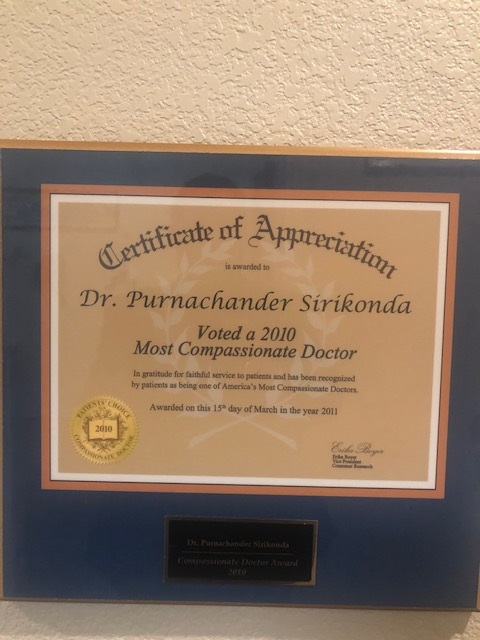 Certificate of Appreciation
is awarded to
Dr. Purnachander Sirikonda
Voted a 2010
Most Compassionate Doctor
In gratitude for faithful service to patients and has been recognized
by patients as being one of America's Most Compassionate Doctors.
Awarded on this 15th day of March in the year 2011
PATIENTS' CHOICE
2010
COMPASSIONATE DOCTOR
Erika Boyer
Erika Boyer
Vice President
Consumer Research
Dr. Purnachander Sirikonda
Compassionate Doctor Award
2010